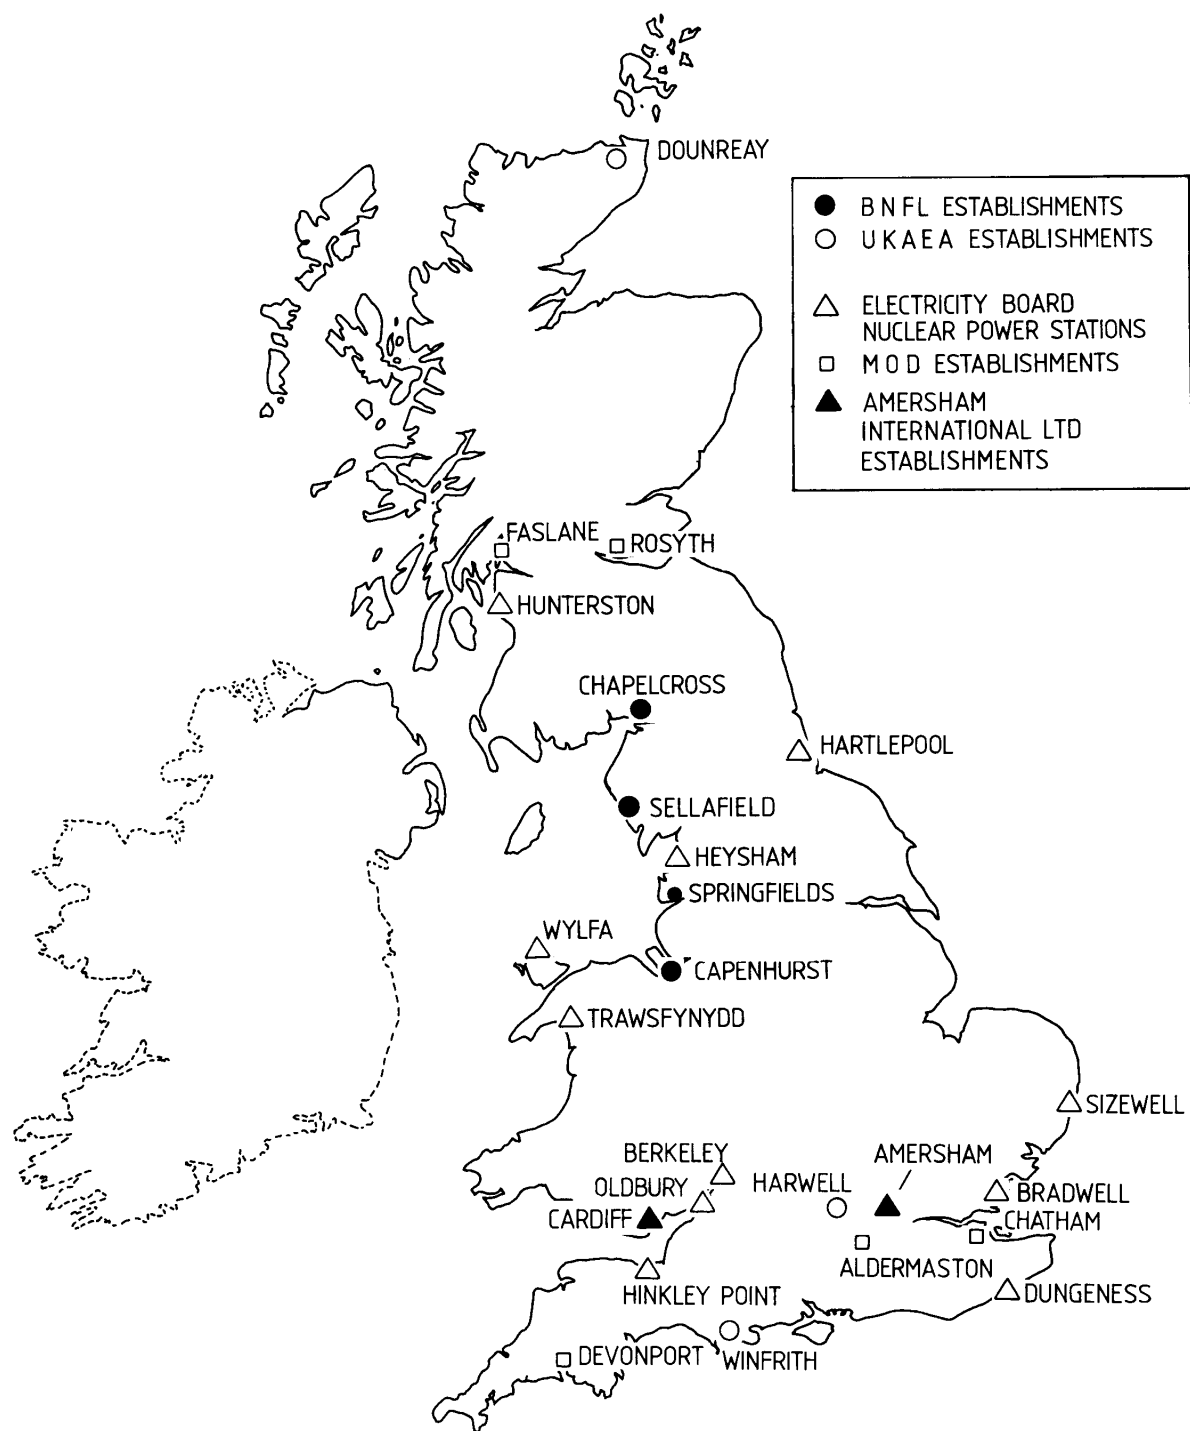 DOUNREAY
BNFL ESTABLISHMENTS
UKAEA ESTABLISHMENTS
ELECTRICITY BOARD
NUCLEAR POWER STATIONS
MOD ESTABLISHMENTS
AMERSHAM
INTERNATIONAL LTD
ESTABLISHMENTS
FASLANE
ROSYTH
HUNTERSTON
CHAPELCROSS
HARTLEPOOL
SELLAFIELD
HEYSHAM
SPRINGFIELDS
WYLFA
CAPENHURST
TRAWSFYNYDD
SIZEWELL
BERKELEY
AMERSHAM
OLDBURY
HARWELL
BRADWELL
CARDIFF
CHATHAM
ALDERMASTON
HINKLEY POINT
DUNGENESS
DEVONPORT
WINFRITH